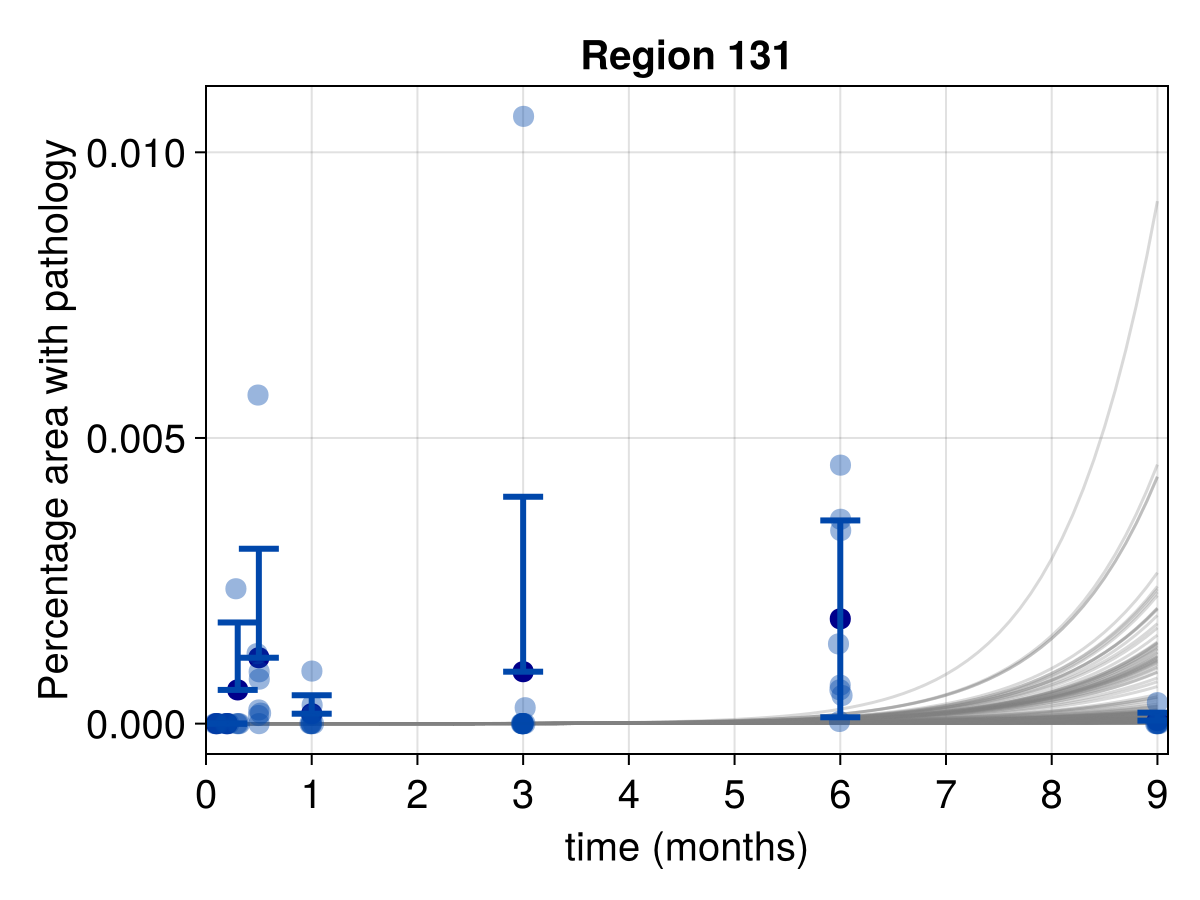 Region 131
Percentage area with pathology
0.010
0.005
0.000
0 1 2 3 4 5 6 7 8 9
time (months)